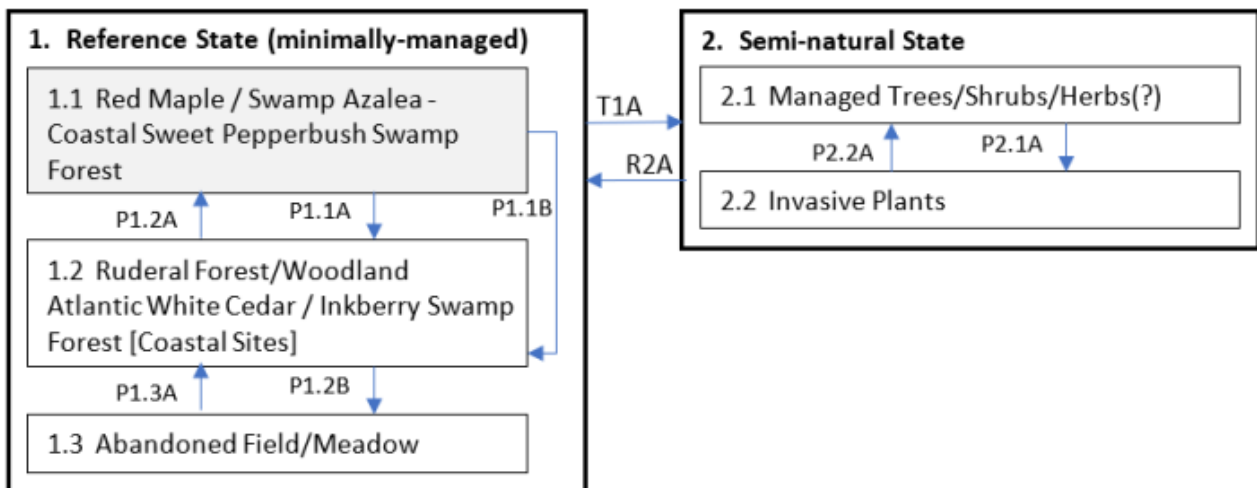 1. Reference State (minimally-managed)
1.1 Red Maple / Swamp Azalea -
Coastal Sweet Pepperbush Swamp
Forest
P1.2A
P1.1A
P1.1B
1.2 Ruderal Forest/Woodland
Atlantic White Cedar / Inkberry Swamp
Forest [Coastal Sites]
P1.3A
P1.2B
1.3 Abandoned Field/Meadow
T1A
R2A
2. Semi-natural State
2.1 Managed Trees/Shrubs/Herbs(?)
P2.2A
P2.1A
2.2 Invasive Plants